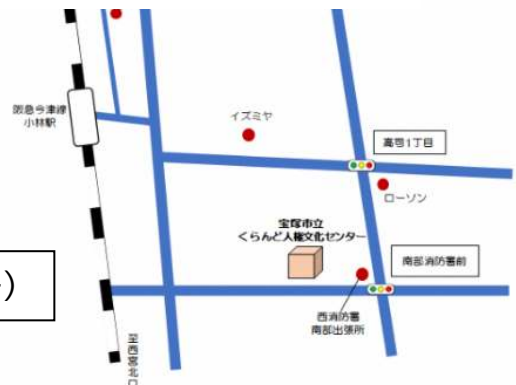 阪急今津線
小林駅
イズミヤ
高司1丁目
ローソン
宝塚市立
くらんど人権文化センター
南部消防署前
)
西消防署
南部出張所
至西宮北口